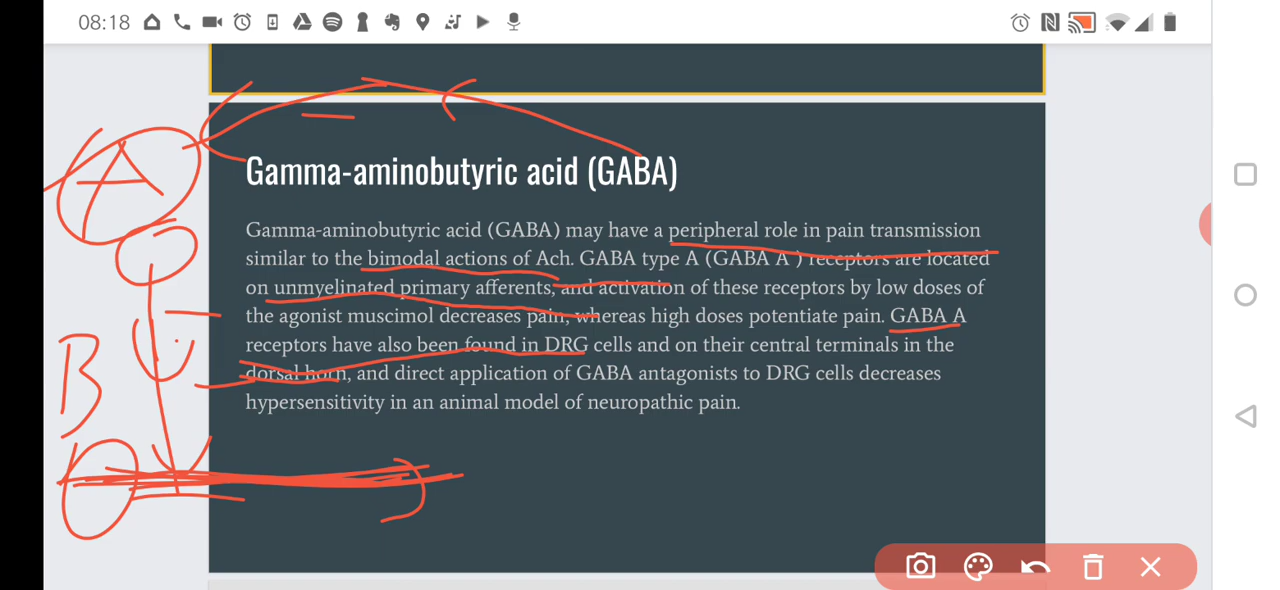 08:18
A
Gamma-aminobutyric acid (GABA)
Gamma-aminobutyric acid (GABA) may have a peripheral role in pain transmission
similar to the bimodal actions of Ach. GABA type A (GABA A ) receptors are located
on unmyelinated primary afferents, and activation of these receptors by low doses of
the agonist muscimol decreases pain, whereas high doses potentiate pain. GABA A
receptors have also been found in DRG cells and on their central terminals in the
dorsal horn, and direct application of GABA antagonists to DRG cells decreases
hypersensitivity in an animal model of neuropathic pain.
B